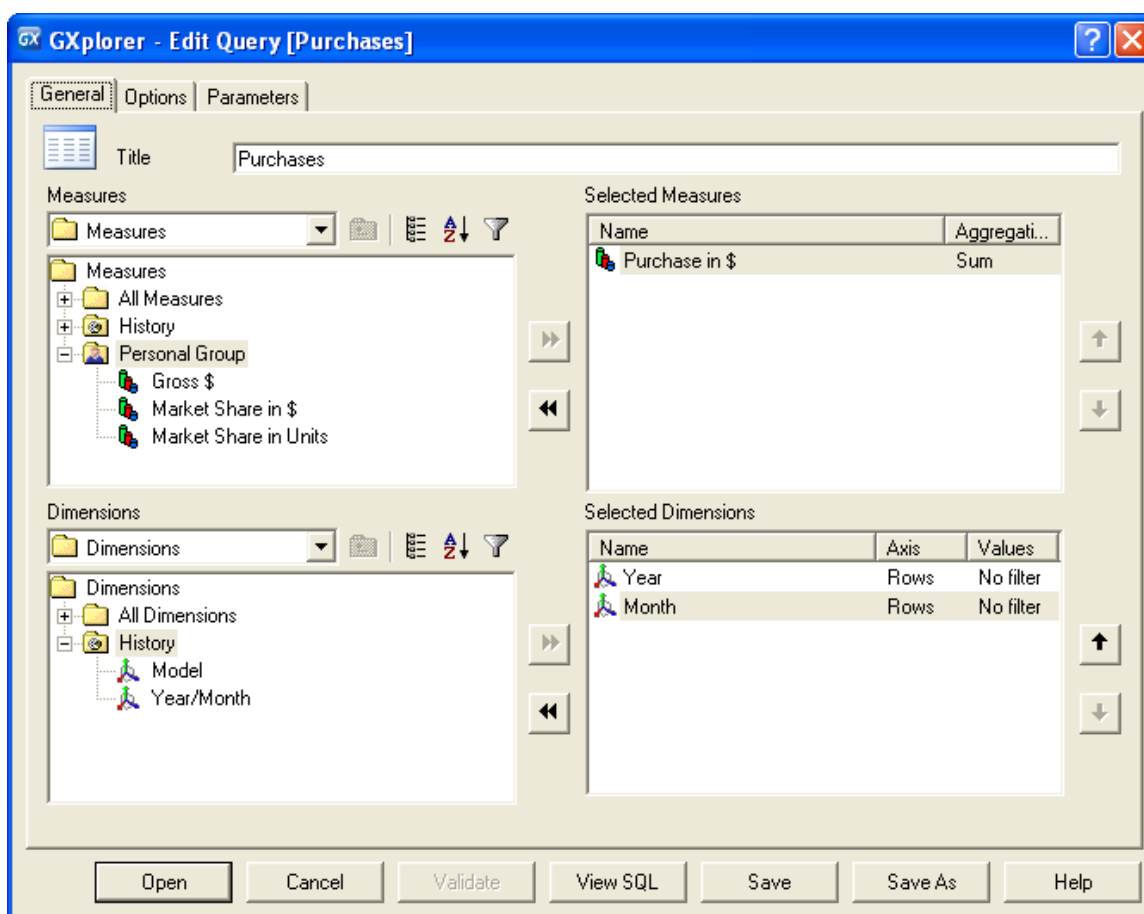 GX GXplorer - Edit Query [Purchases] ?
General Options Parameters
Title Purchases
Measures
Measures
Measures
All Measures
History
Personal Group
Gross $
Market Share in $
Market Share in Units
Selected Measures
Name Aggregati...
Purchase in $ Sum
Dimensions
Dimensions
Dimensions
All Dimensions
History
Model
Year/Month
Selected Dimensions
Name Axis Values
Year Rows No filter
Month Rows No filter
Open Cancel Validate View SQL Save Save As Help